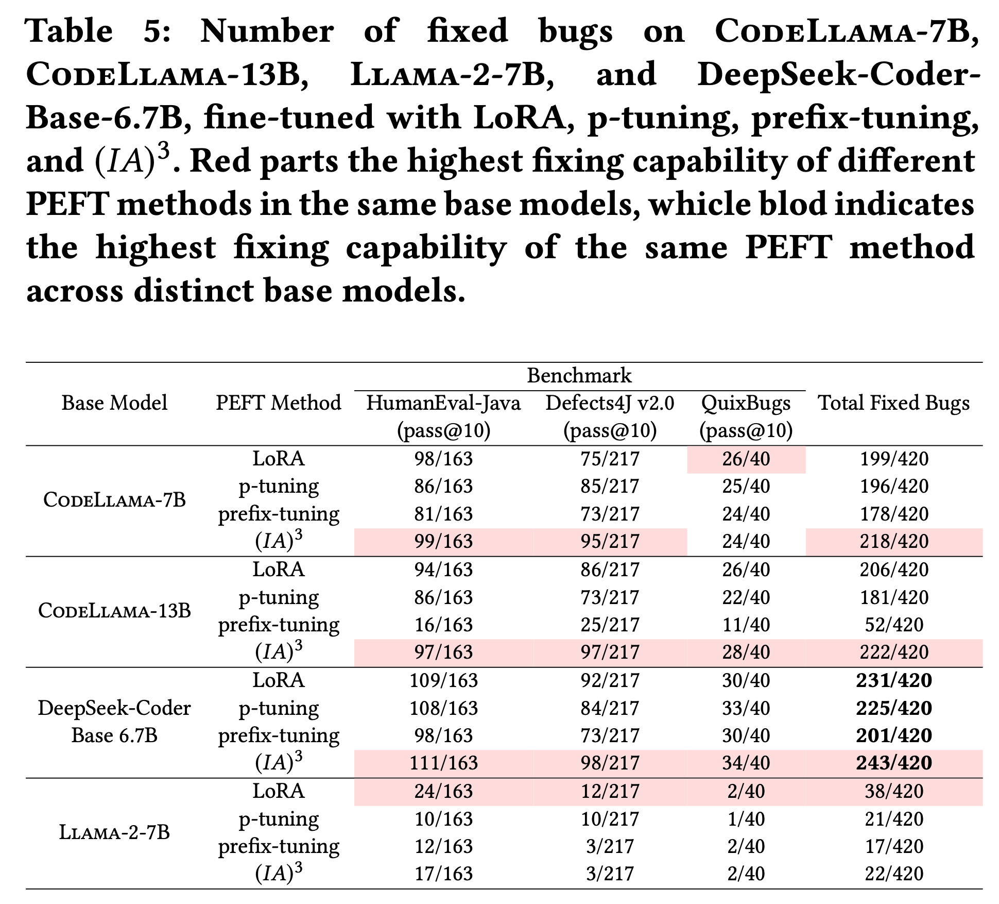 Table 5: Number of fixed bugs on CodeLlama-7B,
CodeLlama-13B, Llama-2-7B, and DeepSeek-Coder-
Base-6.7B, fine-tuned with LoRA, p-tuning, prefix-tuning,
and (IA)³. Red parts the highest fixing capability of different
PEFT methods in the same base models, whicle blod indicates
the highest fixing capability of the same PEFT method
across distinct base models.
Benchmark
Base Model PEFT Method HumanEval-Java Defects4J v2.0 QuixBugs Total Fixed Bugs
(pass@10) (pass@10) (pass@10)
CodeLlama-7B
LoRA 98/163 75/217 26/40 199/420
p-tuning 86/163 85/217 25/40 196/420
prefix-tuning 81/163 73/217 24/40 178/420
(IA)³ 99/163 95/217 24/40 218/420
CodeLlama-13B
LoRA 94/163 86/217 26/40 206/420
p-tuning 86/163 73/217 22/40 181/420
prefix-tuning 16/163 25/217 11/40 52/420
(IA)³ 97/163 97/217 28/40 222/420
DeepSeek-Coder
Base 6.7B
LoRA 109/163 92/217 30/40 231/420
p-tuning 108/163 84/217 33/40 225/420
prefix-tuning 98/163 73/217 30/40 201/420
(IA)³ 111/163 98/217 34/40 243/420
Llama-2-7B
LoRA 24/163 12/217 2/40 38/420
p-tuning 10/163 10/217 1/40 21/420
prefix-tuning 12/163 3/217 2/40 17/420
(IA)³ 17/163 3/217 2/40 22/420